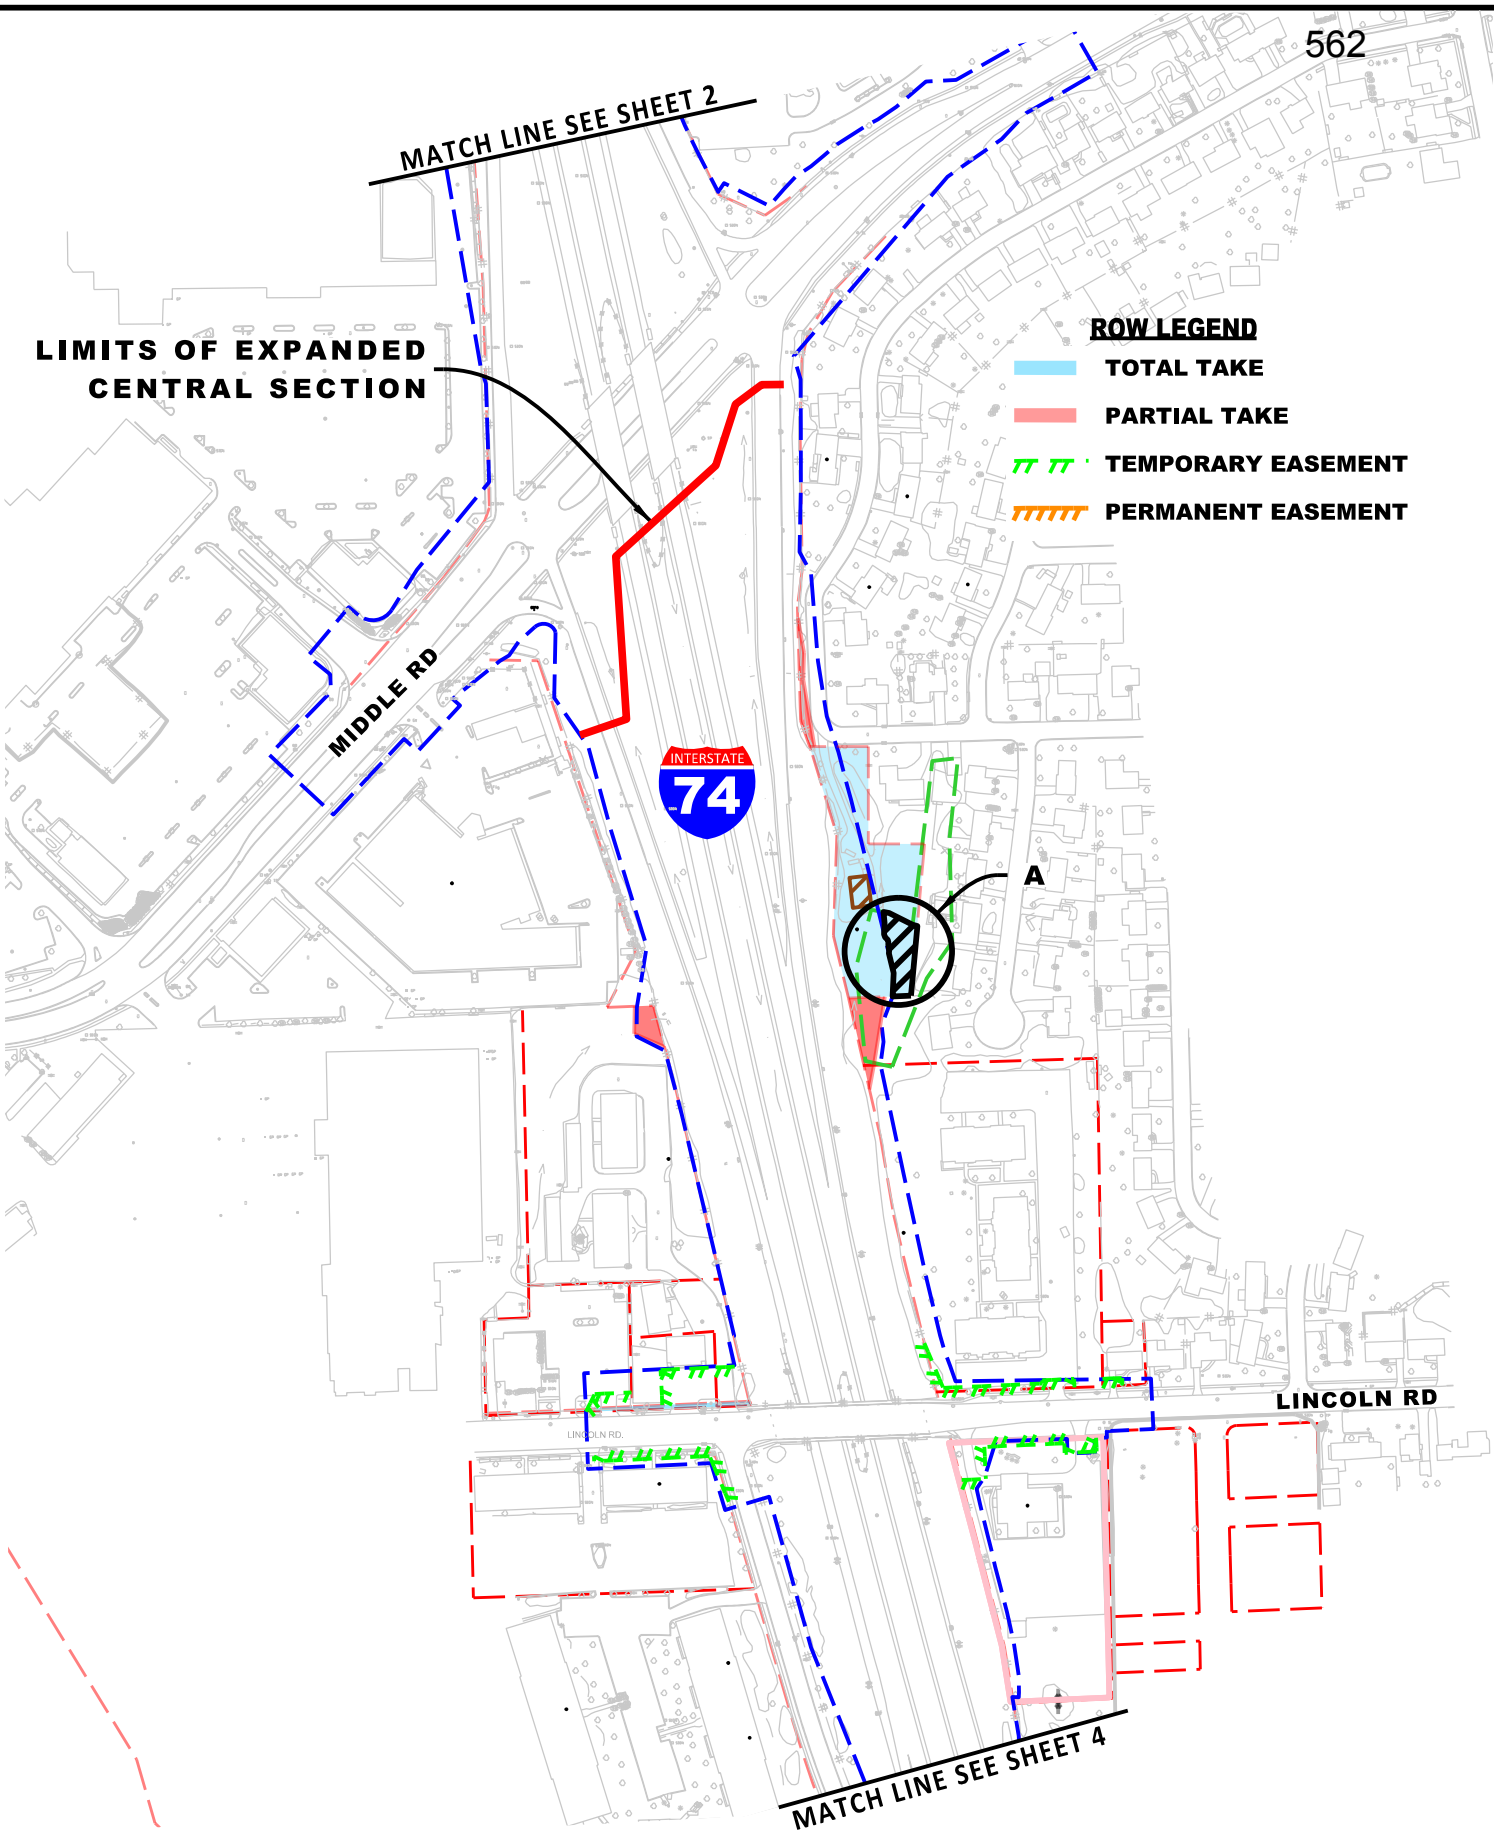 562
MATCH LINE SEE SHEET 2
LIMITS OF EXPANDED
CENTRAL SECTION
ROW LEGEND
TOTAL TAKE
PARTIAL TAKE
TEMPORARY EASEMENT
PERMANENT EASEMENT
MIDDLE RD
INTERSTATE
74
A
LINCOLN RD
LINCOLN RD.
MATCH LINE SEE SHEET 4